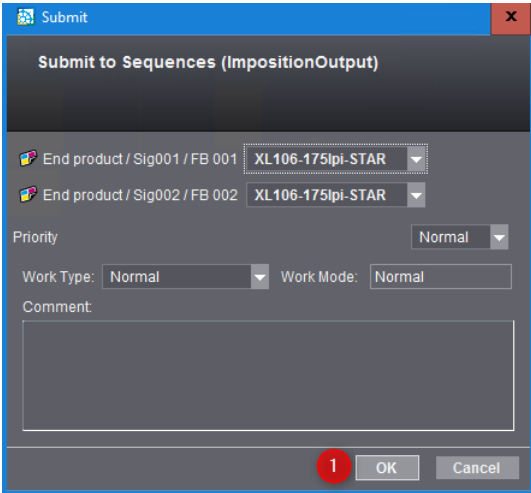 Submit
x
Submit to Sequences (ImpositionOutput)
End product / Sig001 / FB 001 XL106-175lpi-STAR
End product / Sig002 / FB 002 XL106-175lpi-STAR
Priority Normal
Work Type: Normal Work Mode: Normal
Comment:
1 OK Cancel